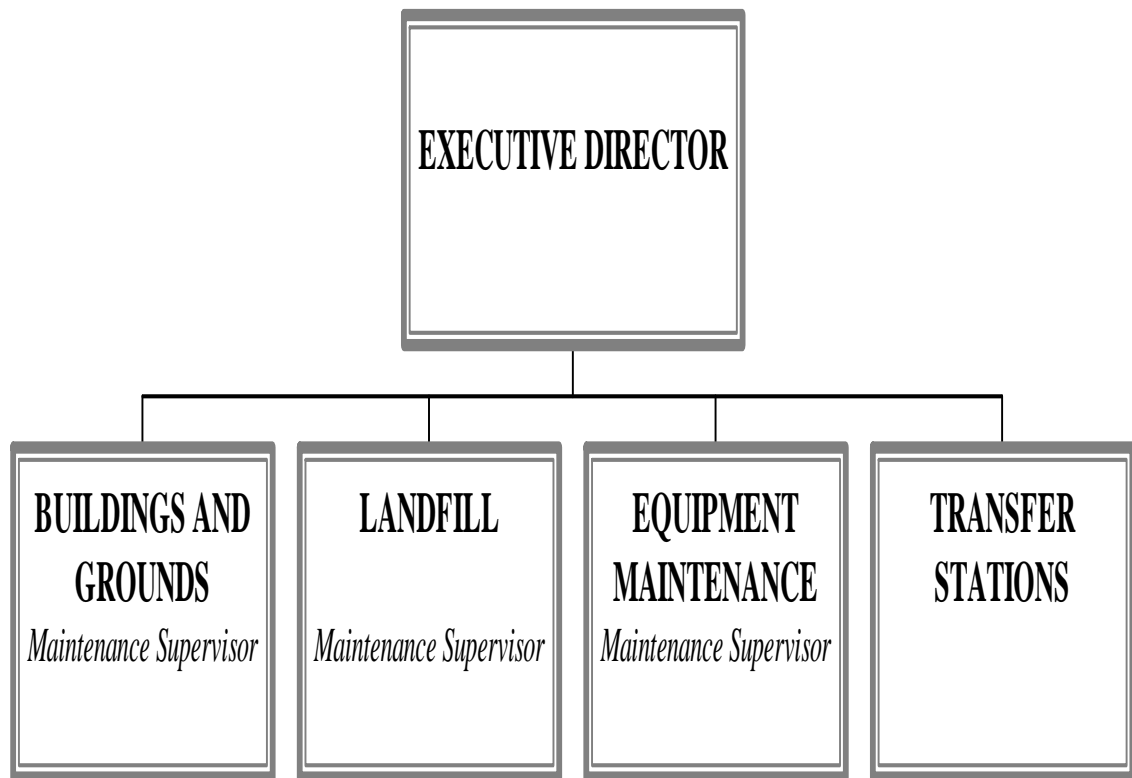 EXECUTIVE DIRECTOR
BUILDINGS AND
GROUNDS
Maintenance Supervisor
LANDFILL
Maintenance Supervisor
EQUIPMENT
MAINTENANCE
Maintenance Supervisor
TRANSFER
STATIONS